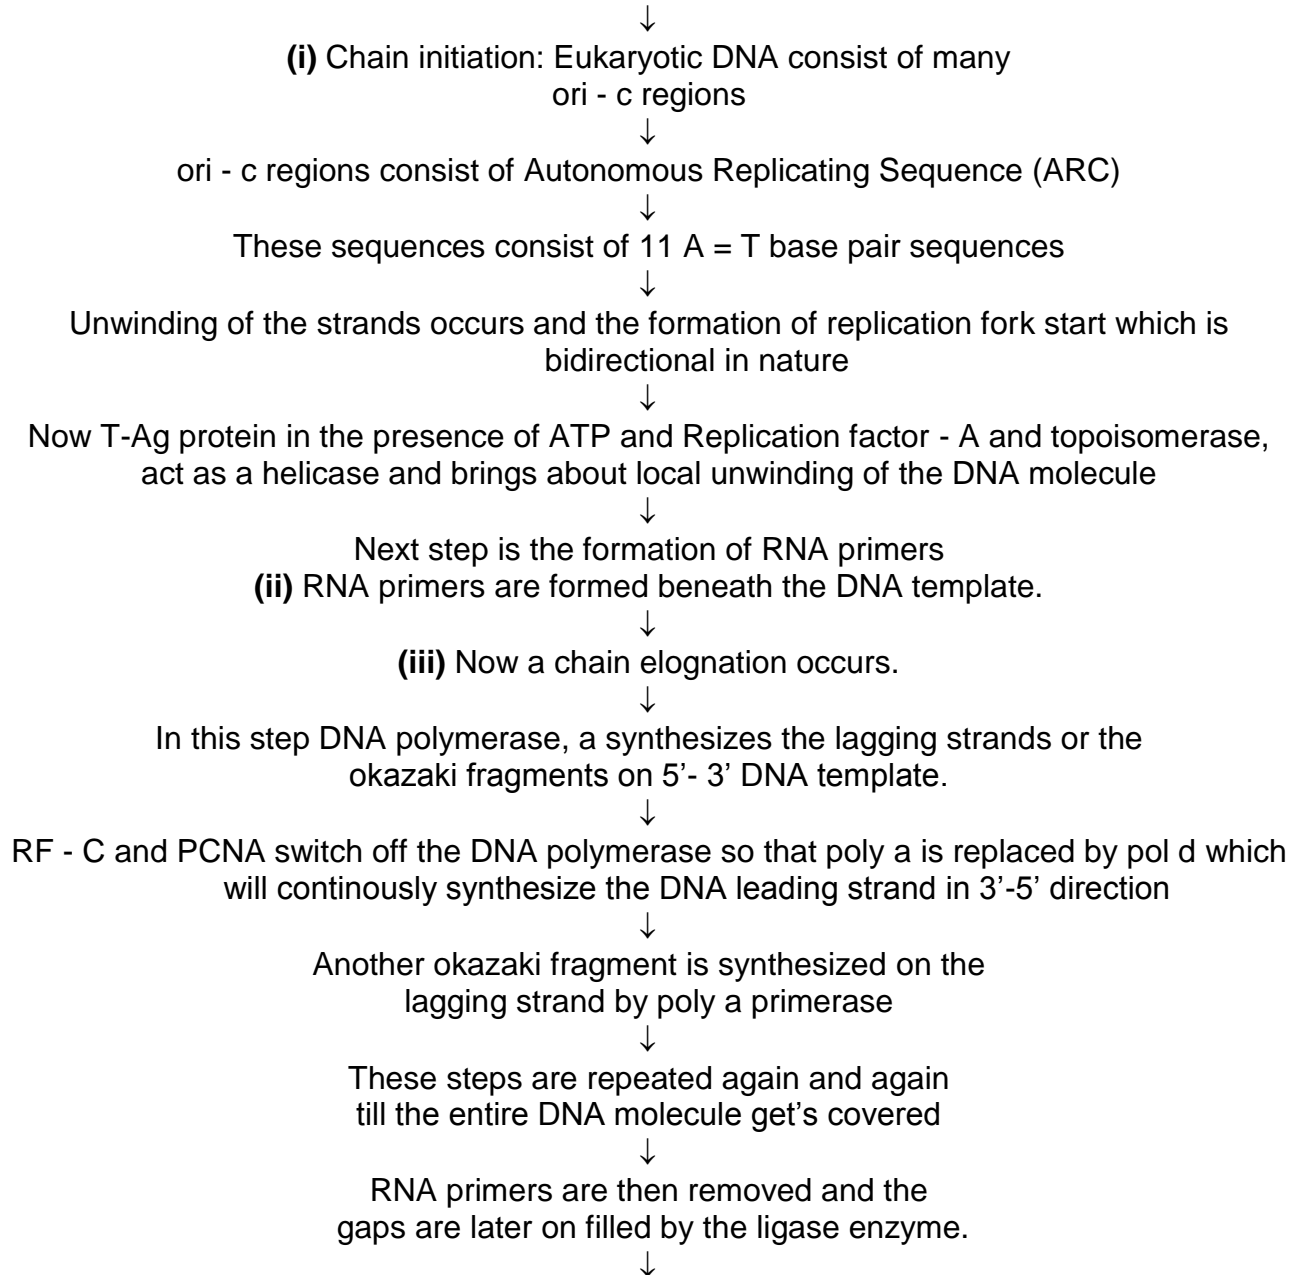 ↓
(i) Chain initiation: Eukaryotic DNA consist of many
ori - c regions
↓
ori - c regions consist of Autonomous Replicating Sequence (ARC)
↓
These sequences consist of 11 A = T base pair sequences
↓
Unwinding of the strands occurs and the formation of replication fork start which is
bidirectional in nature
↓
Now T-Ag protein in the presence of ATP and Replication factor - A and topoisomerase,
act as a helicase and brings about local unwinding of the DNA molecule
↓
Next step is the formation of RNA primers
(ii) RNA primers are formed beneath the DNA template.
↓
(iii) Now a chain elognation occurs.
↓
In this step DNA polymerase, a synthesizes the lagging strands or the
okazaki fragments on 5’- 3’ DNA template.
↓
RF - C and PCNA switch off the DNA polymerase so that poly a is replaced by pol d which
will continously synthesize the DNA leading strand in 3’-5’ direction
↓
Another okazaki fragment is synthesized on the
lagging strand by poly a primerase
↓
These steps are repeated again and again
till the entire DNA molecule get’s covered
↓
RNA primers are then removed and the
gaps are later on filled by the ligase enzyme.
↓